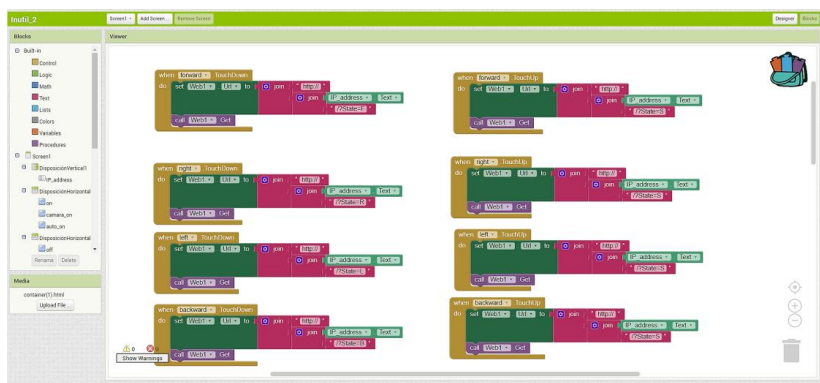 Inutil_2
Screen1
Add Screen ...
Remove Screen
Designer
Blocks
Blocks
Viewer
Built-in
Control
Logic
Math
Text
Lists
Colors
Variables
Procedures
Screen1
DisposiciónVertical1
IP_address
DisposiciónHorizontal
on
camara_on
auto_on
DisposiciónHorizontal
off
Rename
Delete
Media
container(1).html
Upload File ...
when forward .TouchDown
do set Web1 . Url to join " http:// "
join IP_address . Text
" /?State=F "
call Web1 .Get
when forward .TouchUp
do set Web1 . Url to join " http:// "
join IP_address . Text
" /?State=S "
call Web1 .Get
when right .TouchDown
do set Web1 . Url to join " http:// "
join IP_address . Text
" /?State=R "
call Web1 .Get
when right .TouchUp
do set Web1 . Url to join " http:// "
join IP_address . Text
" /?State=S "
call Web1 .Get
when left .TouchDown
do set Web1 . Url to join " http:// "
join IP_address . Text
" /?State=L "
call Web1 .Get
when left .TouchUp
do set Web1 . Url to join " http:// "
join IP_address . Text
" /?State=S "
call Web1 .Get
when backward .TouchDown
do set Web1 . Url to join " http:// "
join IP_address . Text
" /?State=B "
call Web1 .Get
when backward .TouchUp
do set Web1 . Url to join " http:// "
join IP_address . Text
" /?State=S "
call Web1 .Get
0 0
Show Warnings